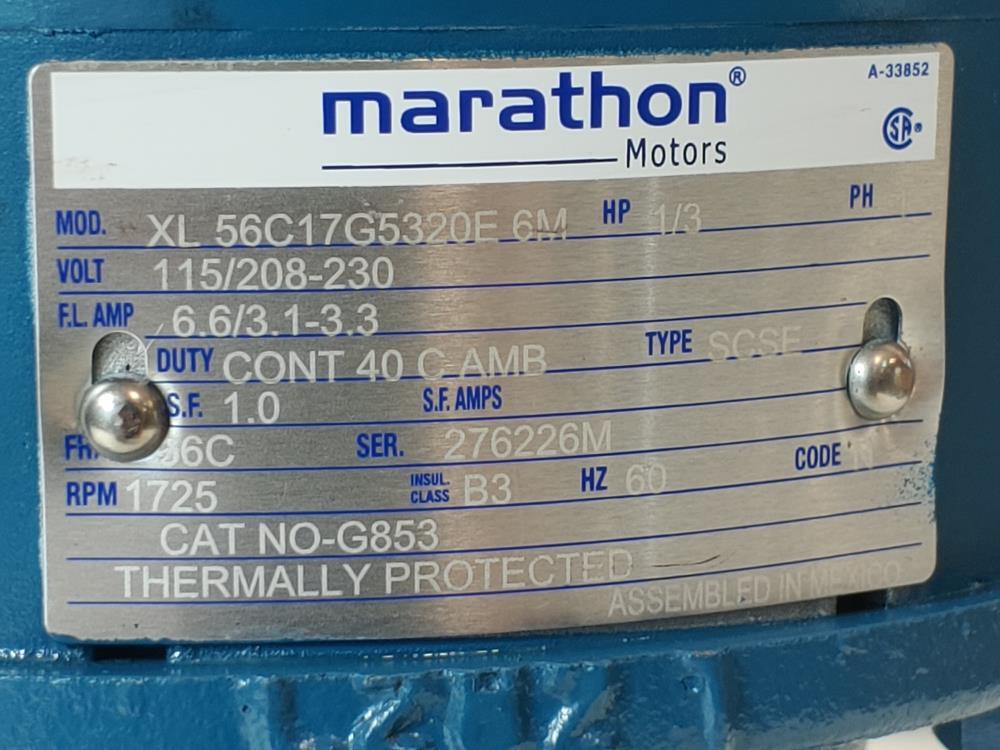 marathon®
A-33852
Motors
SA®
MOD. XL 56C17G5320E 6M HP 1/3 PH 1
VOLT 115/208-230
F.L. AMP 6.6/3.1-3.3
DUTY CONT 40 C AMB TYPE SCSE
S.F. 1.0 S.F. AMPS
56C SER. 276226M
RPM 1725 INSUL. CLASS B3 HZ 60 CODE N
CAT NO-G853
THERMALLY PROTECTED
ASSEMBLED IN MEXICO